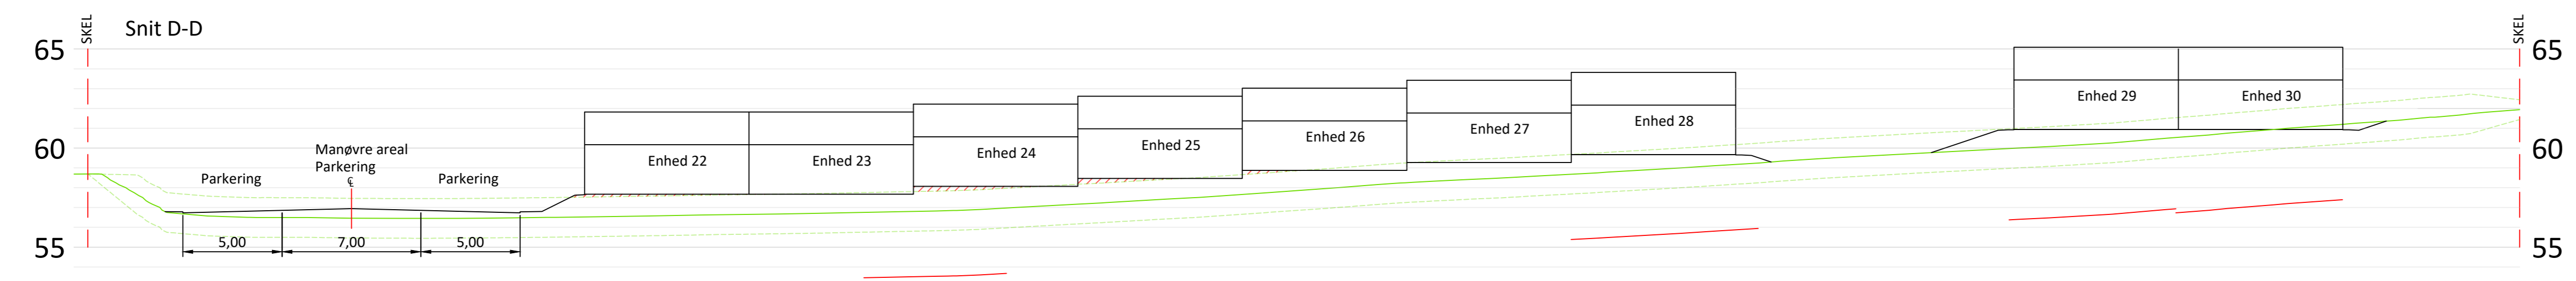 SKEL
Snit D-D
SKEL
65
65
Enhed 29
Enhed 30
Enhed 28
Enhed 27
Enhed 26
Enhed 25
Enhed 24
Enhed 22
Enhed 23
60
60
Manøvre areal
Parkering
Parkering
℄
Parkering
5,00
7,00
5,00
55
55